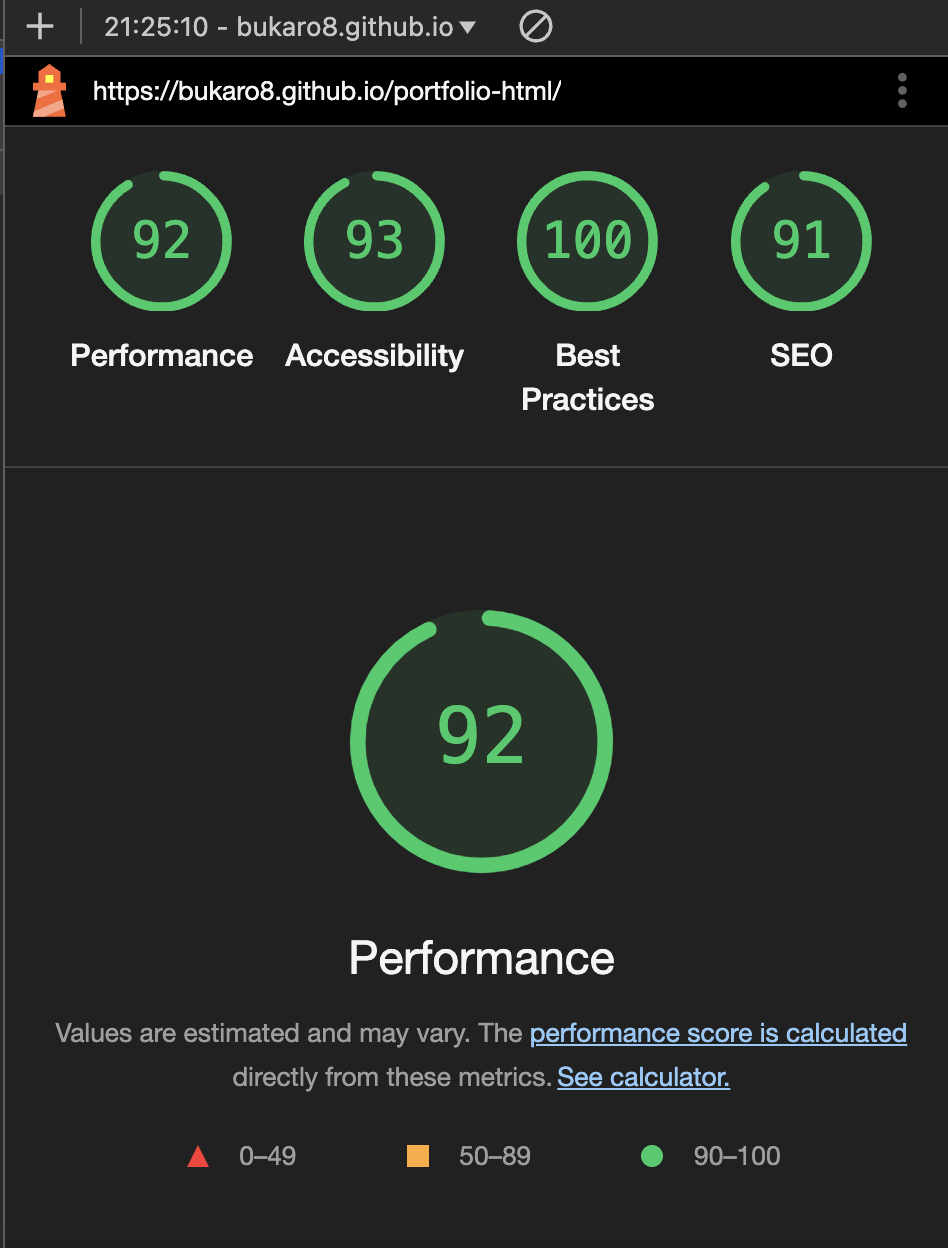 21:25:10 - bukaro8.github.io
https://bukaro8.github.io/portfolio-html/
92
93
100
91
Performance
Accessibility
Best
Practices
SEO
92
Performance
Values are estimated and may vary. The performance score is calculated
directly from these metrics. See calculator.
0–49
50–89
90–100